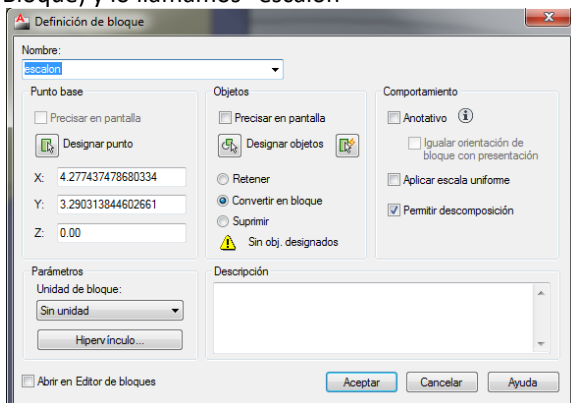 Bloque) y lo llamamos "escalon"
Definición de bloque
Nombre:
escalon
Punto base
Precisar en pantalla
Designar punto
X: 4.277437478680334
Y: 3.290313844602661
Z: 0.00
Objetos
Precisar en pantalla
Designar objetos
Retener
Convertir en bloque
Suprimir
Sin obj. designados
Comportamiento
Anotativo
Igualar orientación de
bloque con presentación
Aplicar escala uniforme
Permitir descomposición
Parámetros
Unidad de bloque:
Sin unidad
Hipervínculo...
Descripción
Abrir en Editor de bloques
Aceptar
Cancelar
Ayuda